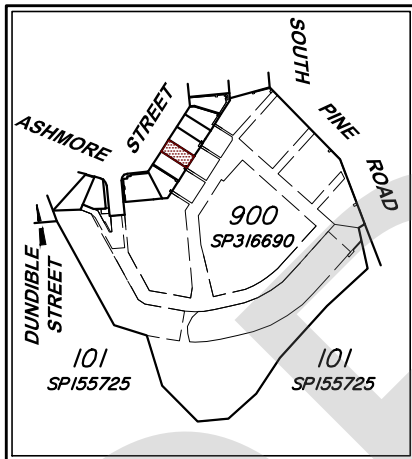 SOUTH
PINE
ROAD
ASHMORE
STREET
900
SP316690
DUNDIBLE
STREET
101
SP155725
101
SP155725